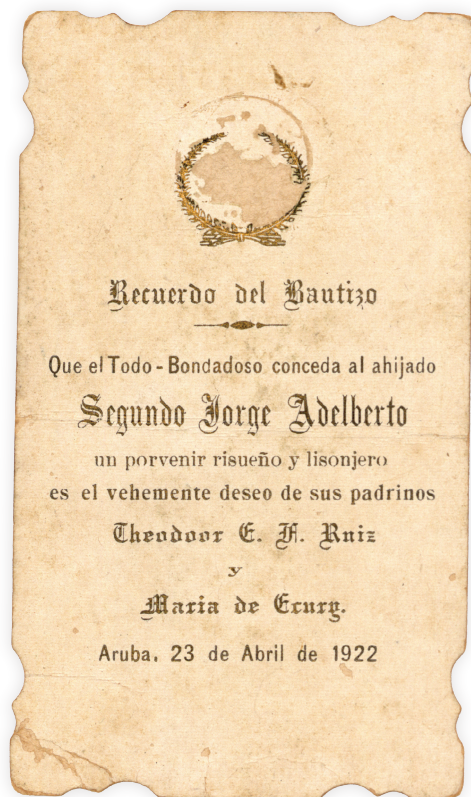 Recuerdo del Bautizo
Que el Todo-Bondadoso conceda al ahijado
Segundo Jorge Adelberto
un porvenir risueño y lisonjero
es el vehemente deseo de sus padrinos
Theodoor E. F. Ruiz
y
Maria de Ecury.
Aruba, 23 de Abril de 1922